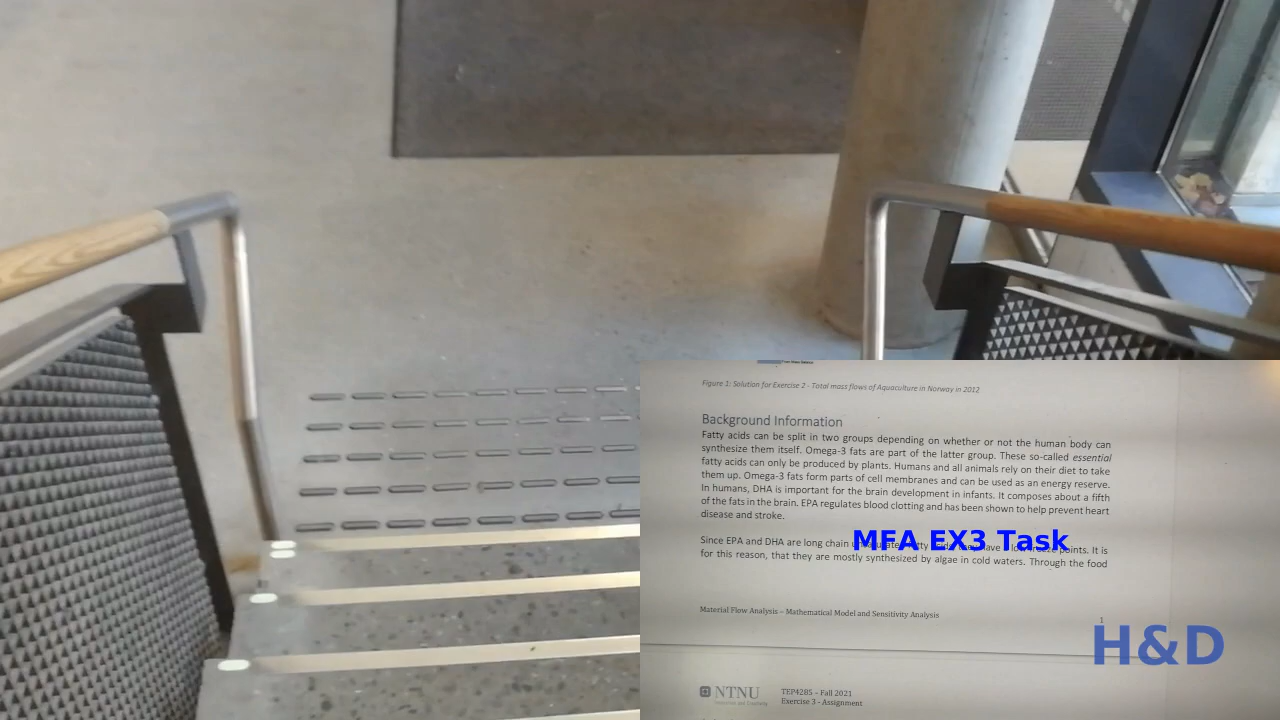 Figure 1: Solution for Exercise 2 - Total mass flows of Aquaculture in Norway in 2012
Background Information
Fatty acids can be split in two groups depending on whether or not the human body can
synthesize them itself. Omega-3 fats are part of the latter group. These so-called essential
fatty acids can only be produced by plants. Humans and all animals rely on their diet to take
them up. Omega-3 fats form parts of cell membranes and can be used as an energy reserve.
In humans, DHA is important for the brain development in infants. It composes about a fifth
of the fats in the brain. EPA regulates blood clotting and has been shown to help prevent heart
disease and stroke.
MFA EX3 Task
Since EPA and DHA are long chain points. It is
for this reason, that they are mostly synthesized by algae in cold waters. Through the food
Material Flow Analysis – Mathematical Model and Sensitivity Analysis
1
H&D
NTNU
TEP4285 – Fall 2021
Exercise 3 - Assignment